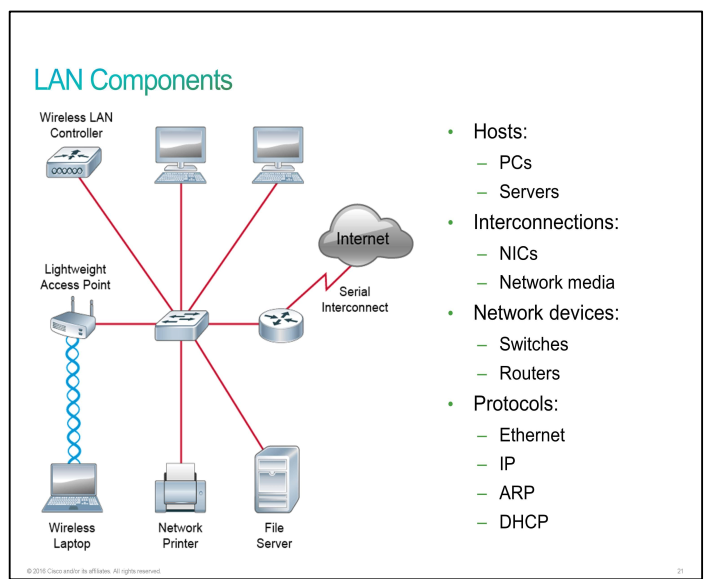 LAN Components
Wireless LAN
Controller
Internet
Lightweight
Access Point
Serial
Interconnect
Wireless
Laptop
Network
Printer
File
Server
• Hosts:
– PCs
– Servers
• Interconnections:
– NICs
– Network media
• Network devices:
– Switches
– Routers
• Protocols:
– Ethernet
– IP
– ARP
– DHCP
© 2016 Cisco and/or its affiliates. All rights reserved.
21